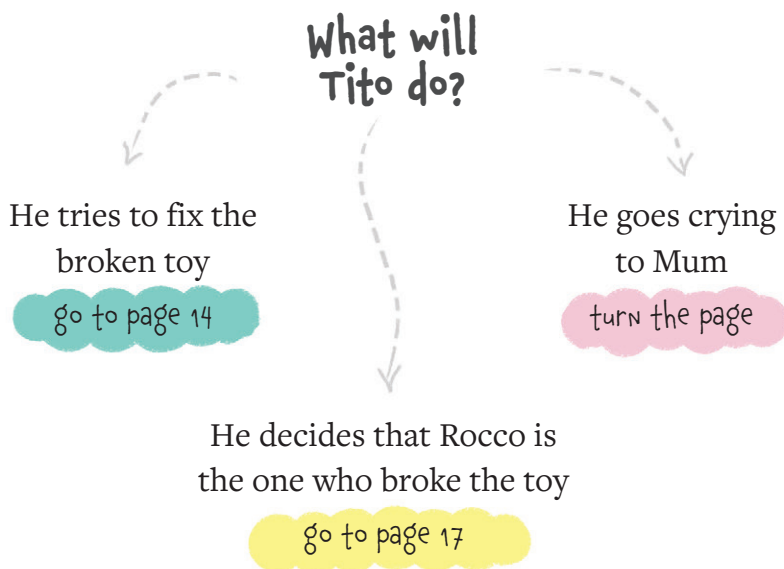 What will
Tito do?
He tries to fix the
broken toy
go to page 14
He goes crying
to Mum
turn the page
He decides that Rocco is
the one who broke the toy
go to page 17